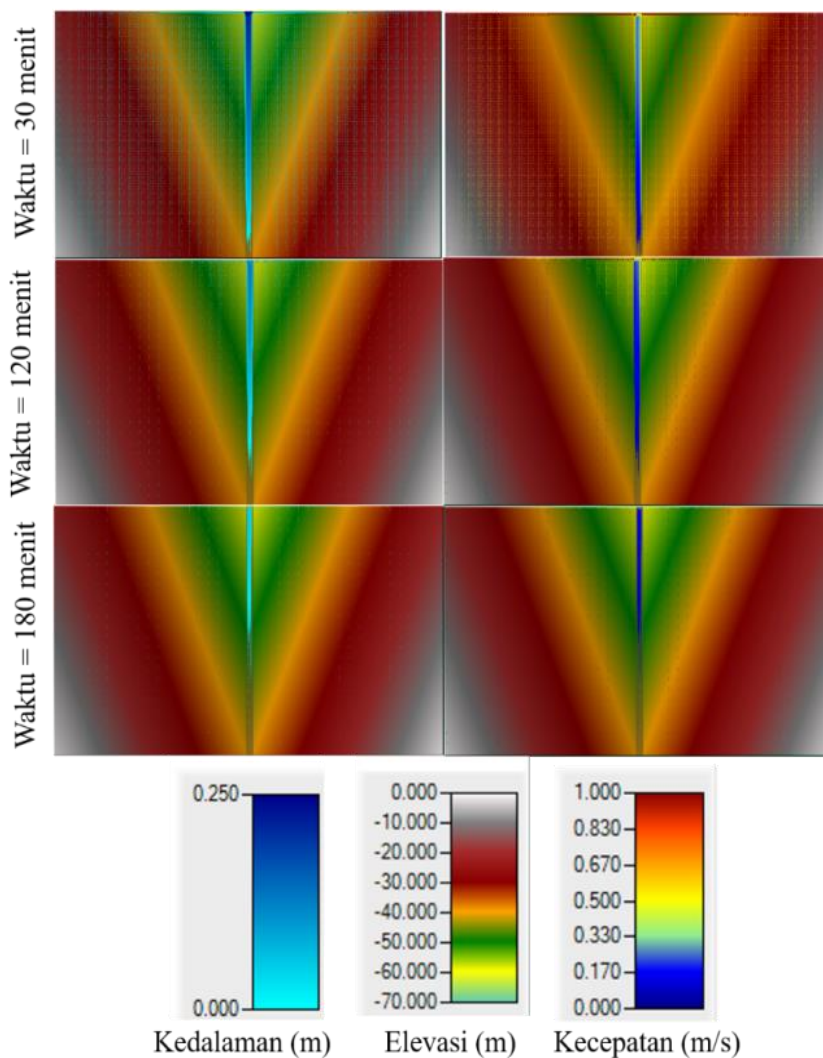 Waktu = 30 menit
Waktu = 120 menit
Waktu = 180 menit
0.250
0.000
Kedalaman (m)
0.000
-10.000
-20.000
-30.000
-40.000
-50.000
-60.000
-70.000
Elevasi (m)
1.000
0.830
0.670
0.500
0.330
0.170
0.000
Kecepatan (m/s)